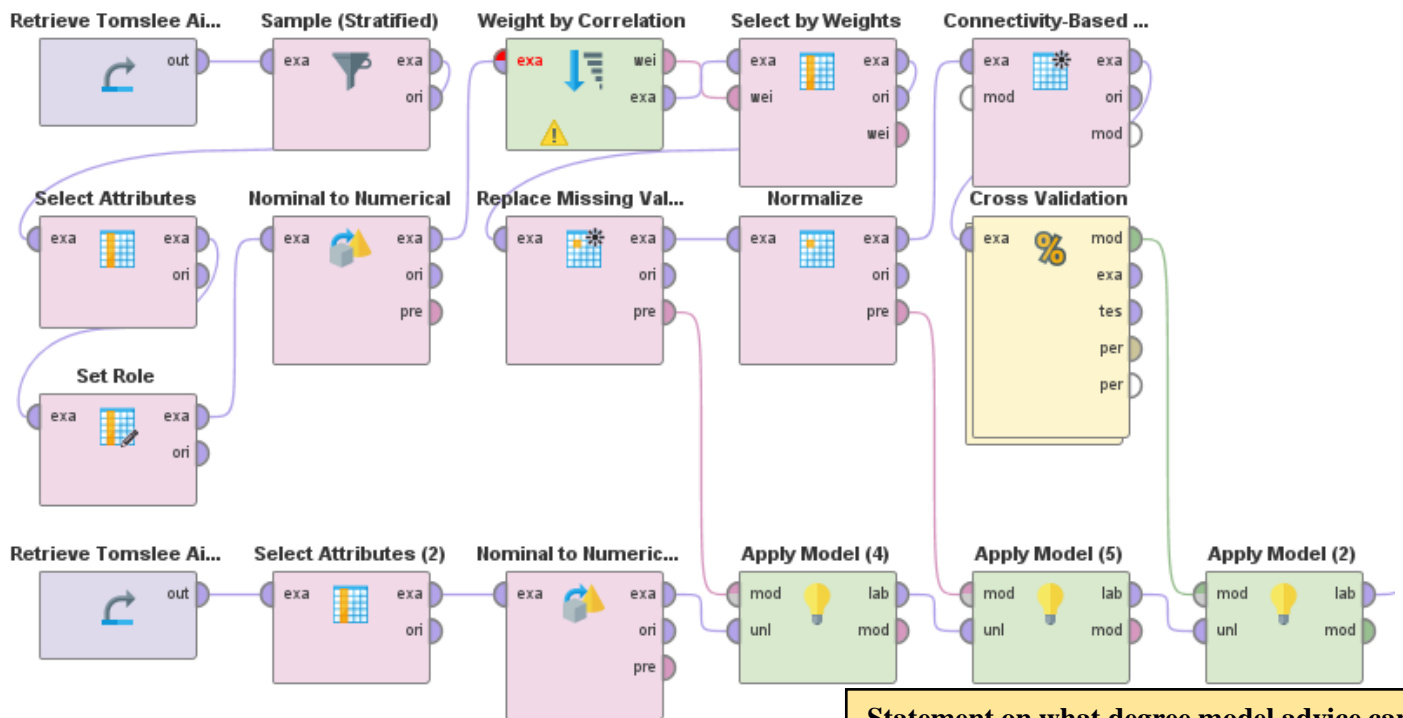 Retrieve Tomslee Ai... Sample (Stratified) Weight by Correlation Select by Weights Connectivity-Based ...
out exa exa exa wei exa exa exa exa
ori exa wei ori mod ori
wei mod
Select Attributes Nominal to Numerical Replace Missing Val... Normalize Cross Validation
exa exa exa exa exa exa exa exa exa mod
ori ori ori ori exa
pre pre pre tes
per
per
Set Role
exa exa
ori
Retrieve Tomslee Ai... Select Attributes (2) Nominal to Numeric... Apply Model (4) Apply Model (5) Apply Model (2)
out exa exa exa exa mod lab mod lab mod lab
ori ori unl mod unl mod unl mod
pre